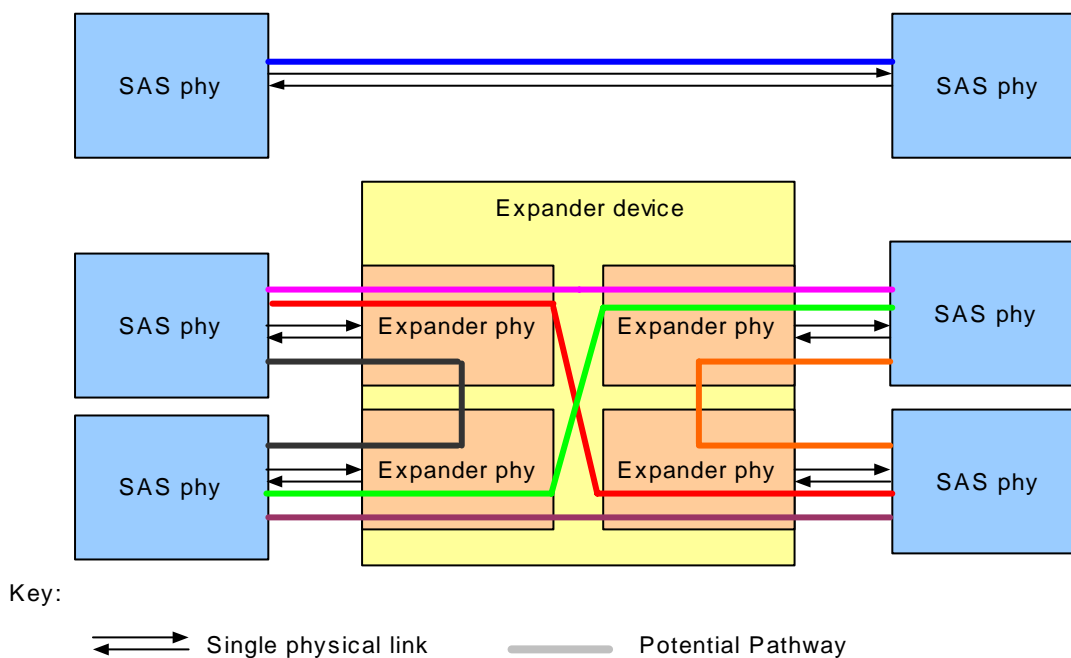 SAS phy
SAS phy
Expander device
SAS phy
Expander phy
Expander phy
SAS phy
SAS phy
Expander phy
Expander phy
SAS phy
Key:
Single physical link
Potential Pathway